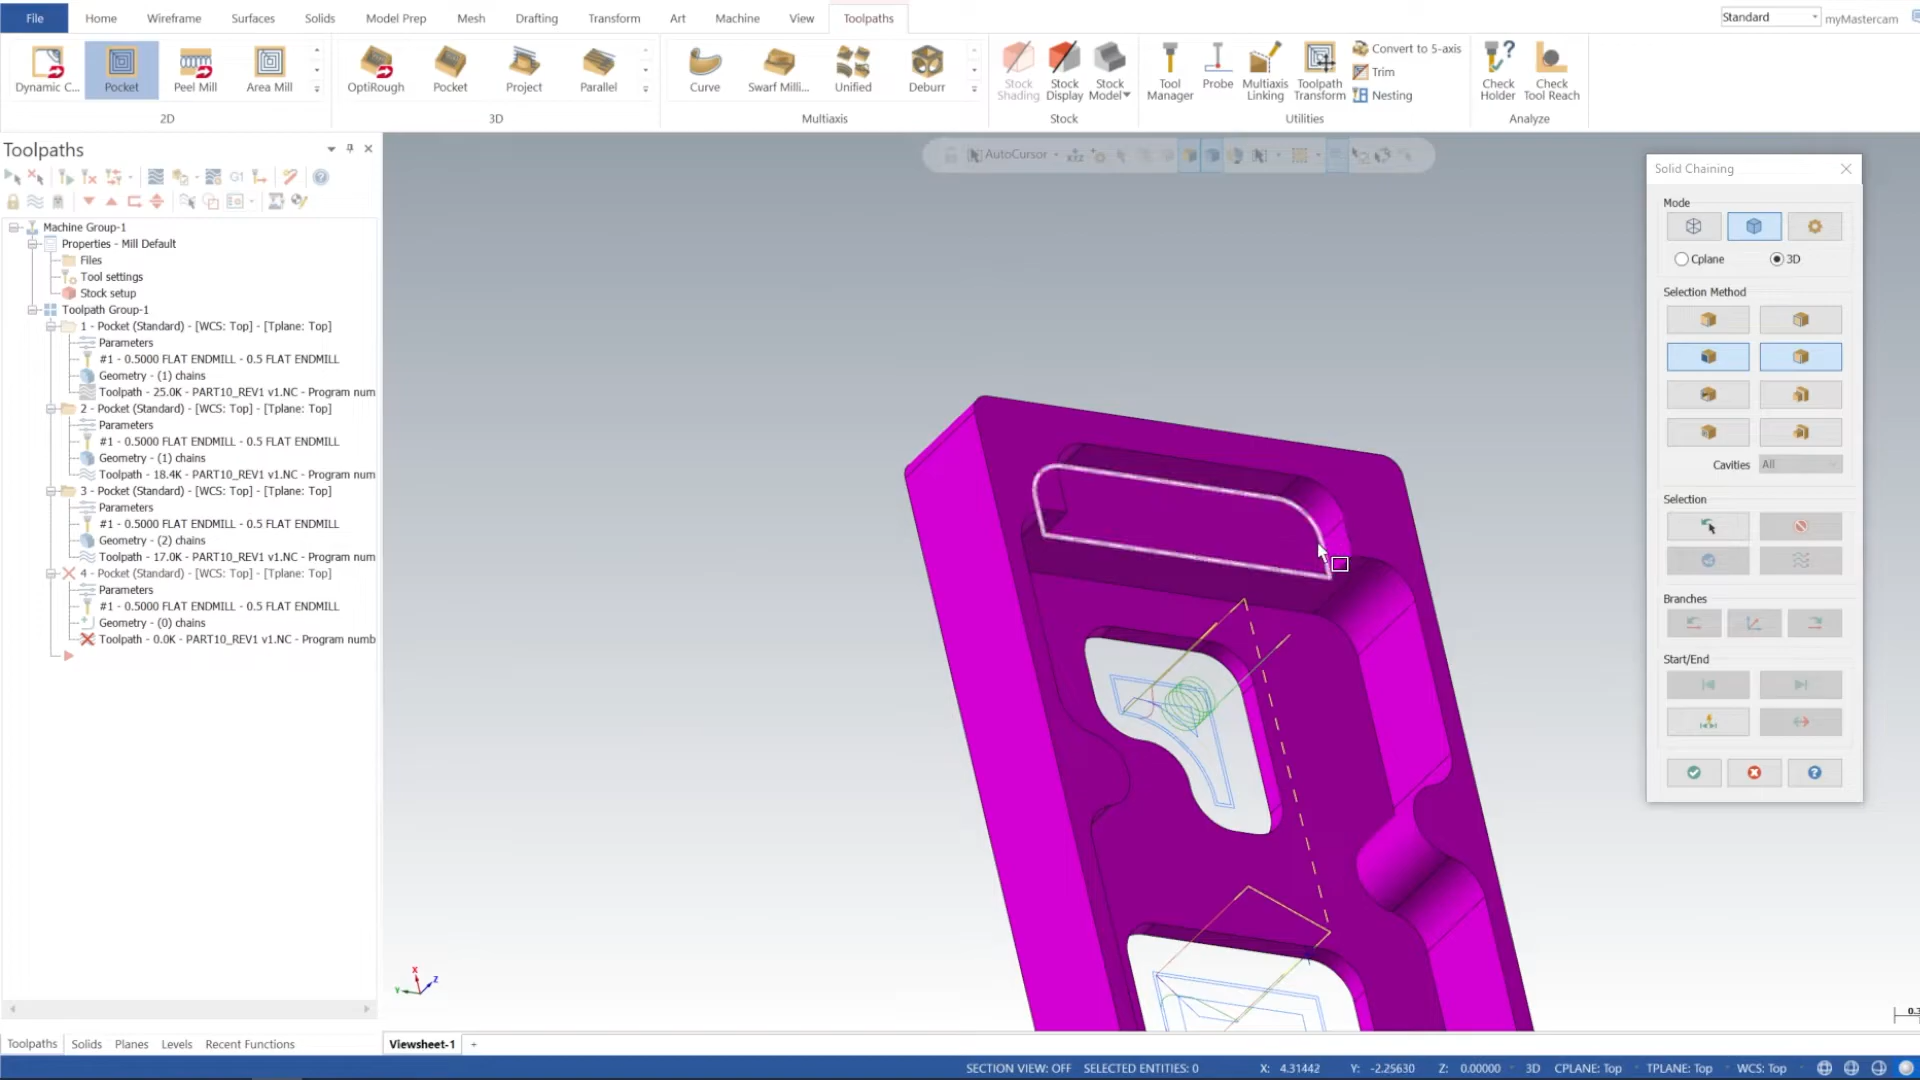 File Home Wireframe Surfaces Solids Model Prep Mesh Drafting Transform Art Machine View Toolpaths
Standard myMastercam
Dynamic C... Pocket Peel Mill Area Mill OptiRough Pocket Project Parallel Curve Swarf Milli... Unified Deburr
Stock Shading Stock Display Stock Model Tool Manager Probe Multiaxis Linking Toolpath Transform
Convert to 5-axis
Trim
Nesting
Check Holder Check Tool Reach
2D 3D Multiaxis Stock Utilities Analyze
Toolpaths
G1
AutoCursor
XYZ
Machine Group-1
Properties - Mill Default
Files
Tool settings
Stock setup
Toolpath Group-1
1 - Pocket (Standard) - [WCS: Top] - [Tplane: Top]
Parameters
#1 - 0.5000 FLAT ENDMILL - 0.5 FLAT ENDMILL
Geometry - (1) chains
Toolpath - 25.0K - PART10_REV1 v1.NC - Program num
2 - Pocket (Standard) - [WCS: Top] - [Tplane: Top]
Parameters
#1 - 0.5000 FLAT ENDMILL - 0.5 FLAT ENDMILL
Geometry - (1) chains
Toolpath - 18.4K - PART10_REV1 v1.NC - Program num
3 - Pocket (Standard) - [WCS: Top] - [Tplane: Top]
Parameters
#1 - 0.5000 FLAT ENDMILL - 0.5 FLAT ENDMILL
Geometry - (2) chains
Toolpath - 17.0K - PART10_REV1 v1.NC - Program num
4 - Pocket (Standard) - [WCS: Top] - [Tplane: Top]
Parameters
#1 - 0.5000 FLAT ENDMILL - 0.5 FLAT ENDMILL
Geometry - (0) chains
Toolpath - 0.0K - PART10_REV1 v1.NC - Program numb
Solid Chaining
Mode
Cplane 3D
Selection Method
Cavities All
Selection
Branches
Start/End
X
Y
Z
Toolpaths Solids Planes Levels Recent Functions
Viewsheet-1 +
SECTION VIEW: OFF SELECTED ENTITIES: 0 X: 4.31442 Y: -2.25630 Z: 0.00000 3D CPLANE: Top TPLANE: Top WCS: Top